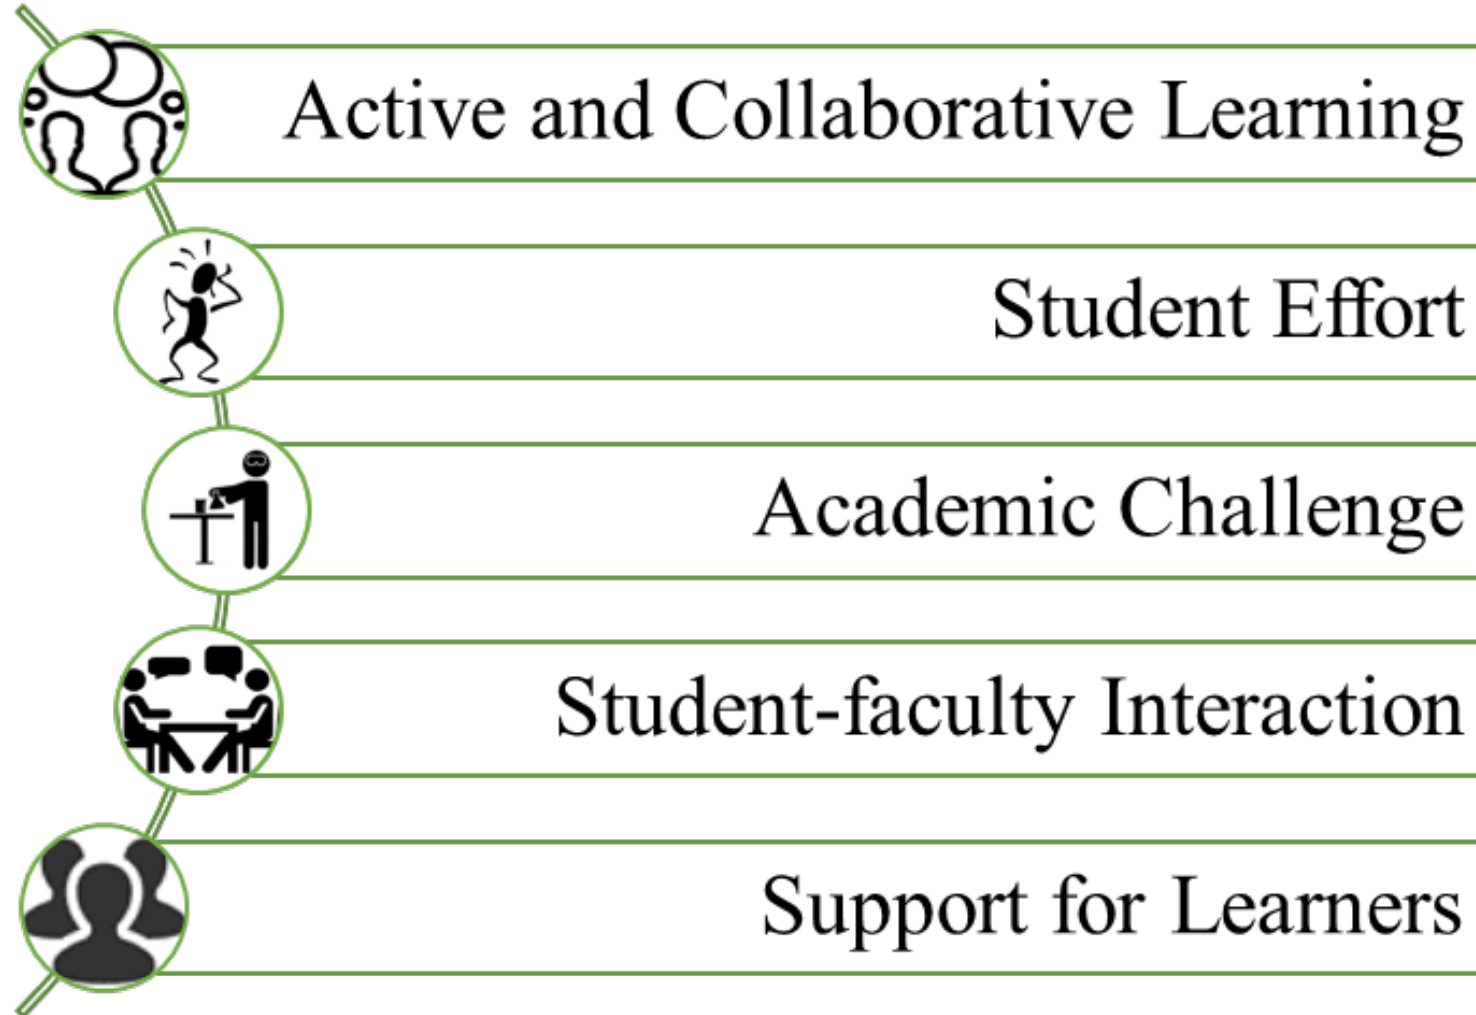 Active and Collaborative Learning
Student Effort
Academic Challenge
Student-faculty Interaction
Support for Learners